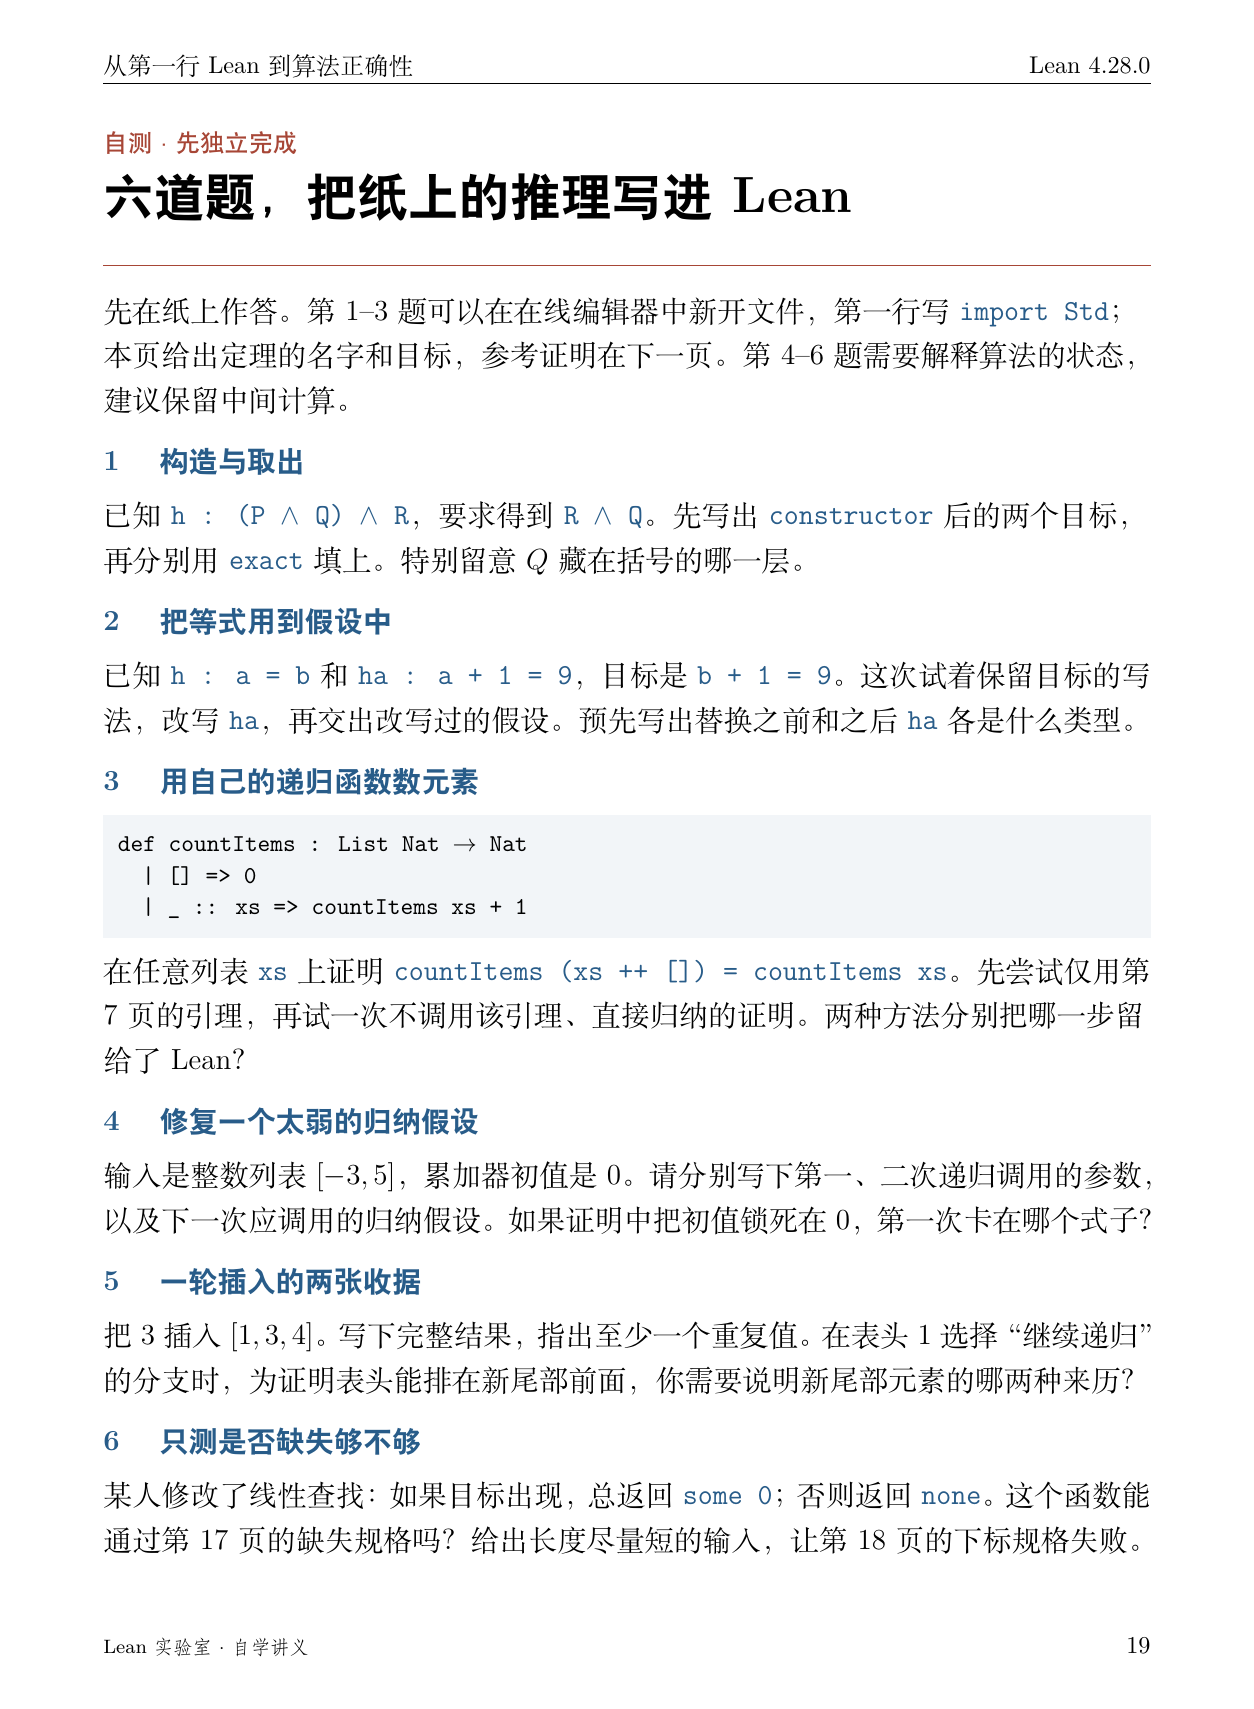 从第一行 Lean 到算法正确性
Lean 4.28.0
自测 · 先独立完成
六道题，把纸上的推理写进 Lean
先在纸上作答。第 1–3 题可以在在线编辑器中新开文件，第一行写 import Std；
本页给出定理的名字和目标，参考证明在下一页。第 4–6 题需要解释算法的状态，
建议保留中间计算。
1 构造与取出
已知 h : (P ∧ Q) ∧ R，要求得到 R ∧ Q。先写出 constructor 后的两个目标，
再分别用 exact 填上。特别留意 Q 藏在括号的哪一层。
2 把等式用到假设中
已知 h : a = b 和 ha : a + 1 = 9，目标是 b + 1 = 9。这次试着保留目标的写
法，改写 ha，再交出改写过的假设。预先写出替换之前和之后 ha 各是什么类型。
3 用自己的递归函数数元素
def countItems : List Nat → Nat
  | [] => 0
  | _ :: xs => countItems xs + 1
在任意列表 xs 上证明 countItems (xs ++ []) = countItems xs。先尝试仅用第
7 页的引理，再试一次不调用该引理、直接归纳的证明。两种方法分别把哪一步留
给了 Lean？
4 修复一个太弱的归纳假设
输入是整数列表 [−3, 5]，累加器初值是 0。请分别写下第一、二次递归调用的参数，
以及下一次应调用的归纳假设。如果证明中把初值锁死在 0，第一次卡在哪个式子？
5 一轮插入的两张收据
把 3 插入 [1, 3, 4]。写下完整结果，指出至少一个重复值。在表头 1 选择“继续递归”
的分支时，为证明表头能排在新尾部前面，你需要说明新尾部元素的哪两种来历？
6 只测是否缺失够不够
某人修改了线性查找：如果目标出现，总返回 some 0；否则返回 none。这个函数能
通过第 17 页的缺失规格吗？给出长度尽量短的输入，让第 18 页的下标规格失败。
Lean 实验室 · 自学讲义
19